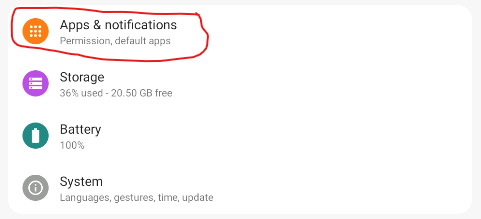 Apps & notifications
Permission, default apps
Storage
36% used - 20.50 GB free
Battery
100%
System
Languages, gestures, time, update